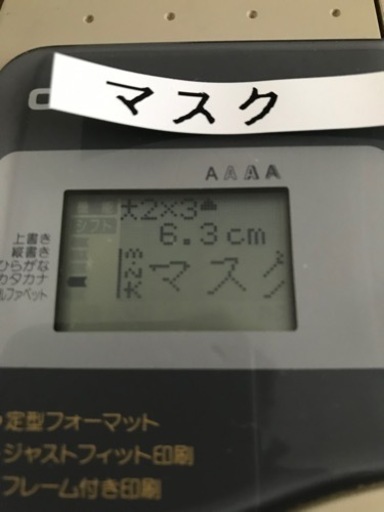 マスク
AAAA
大2×3
6.3cm
マスク
上書き
縦書き
ひらがな
カタカナ
ルファベット
シフト
定型フォーマット
ジャストフィット印刷
フレーム付き印刷